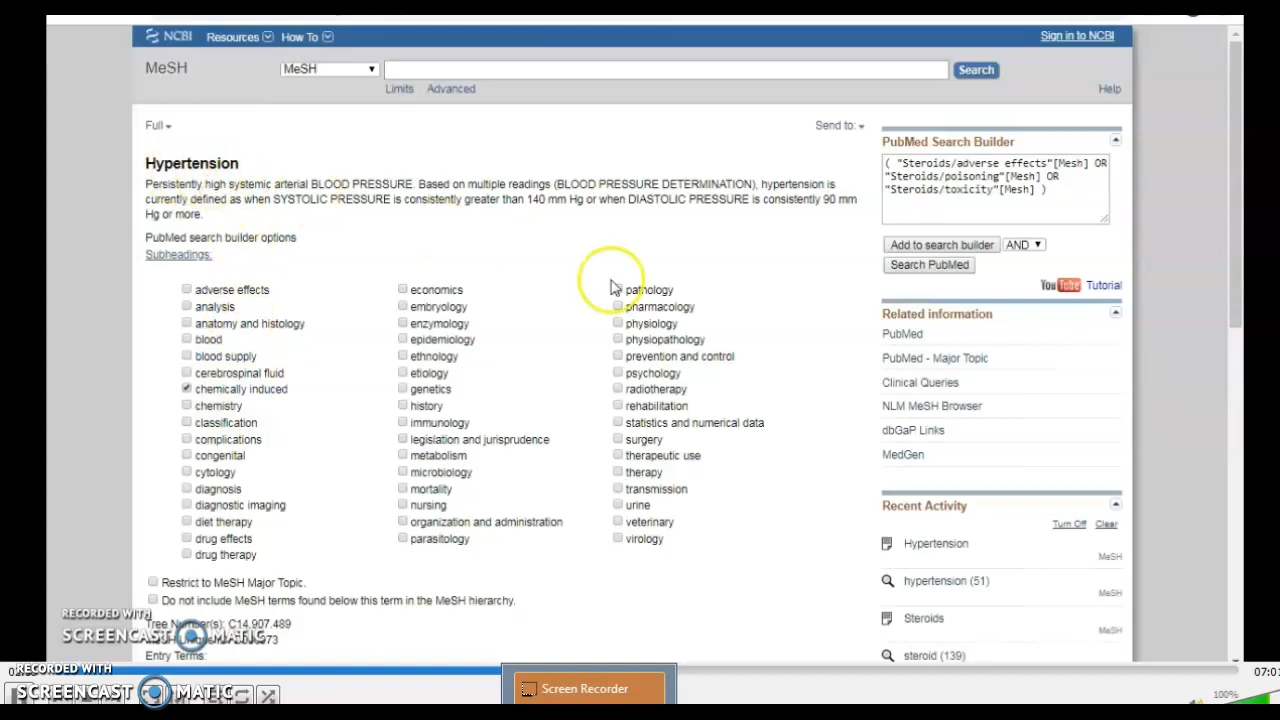 NCBI Resources How To Sign in to NCBI
MeSH MeSH Search
Limits Advanced Help
Full Send to:
Hypertension
Persistently high systemic arterial BLOOD PRESSURE. Based on multiple readings (BLOOD PRESSURE DETERMINATION), hypertension is
currently defined as when SYSTOLIC PRESSURE is consistently greater than 140 mm Hg or when DIASTOLIC PRESSURE is consistently 90 mm
Hg or more.
PubMed search builder options
Subheadings:
adverse effects
analysis
anatomy and histology
blood
blood supply
cerebrospinal fluid
chemically induced
chemistry
classification
complications
congenital
cytology
diagnosis
diagnostic imaging
diet therapy
drug effects
drug therapy
economics
embryology
enzymology
epidemiology
ethnology
etiology
genetics
history
immunology
legislation and jurisprudence
metabolism
microbiology
mortality
nursing
organization and administration
parasitology
pathology
pharmacology
physiology
physiopathology
prevention and control
psychology
radiotherapy
rehabilitation
statistics and numerical data
surgery
therapeutic use
therapy
transmission
urine
veterinary
virology
Restrict to MeSH Major Topic.
Do not include MeSH terms found below this term in the MeSH hierarchy.
Tree Number(s): C14.907.489
Entry Terms:
PubMed Search Builder
( "Steroids/adverse effects"[Mesh] OR
"Steroids/poisoning"[Mesh] OR
"Steroids/toxicity"[Mesh] )
Add to search builder AND
Search PubMed
YouTube Tutorial
Related information
PubMed
PubMed - Major Topic
Clinical Queries
NLM MeSH Browser
dbGaP Links
MedGen
Recent Activity
Turn Off Clear
Hypertension
MeSH
hypertension (51)
MeSH
Steroids
MeSH
steroid (139)
RECORDED WITH
SCREENCAST MATIC
RECORDED WITH
SCREENCAST MATIC
Screen Recorder
100%